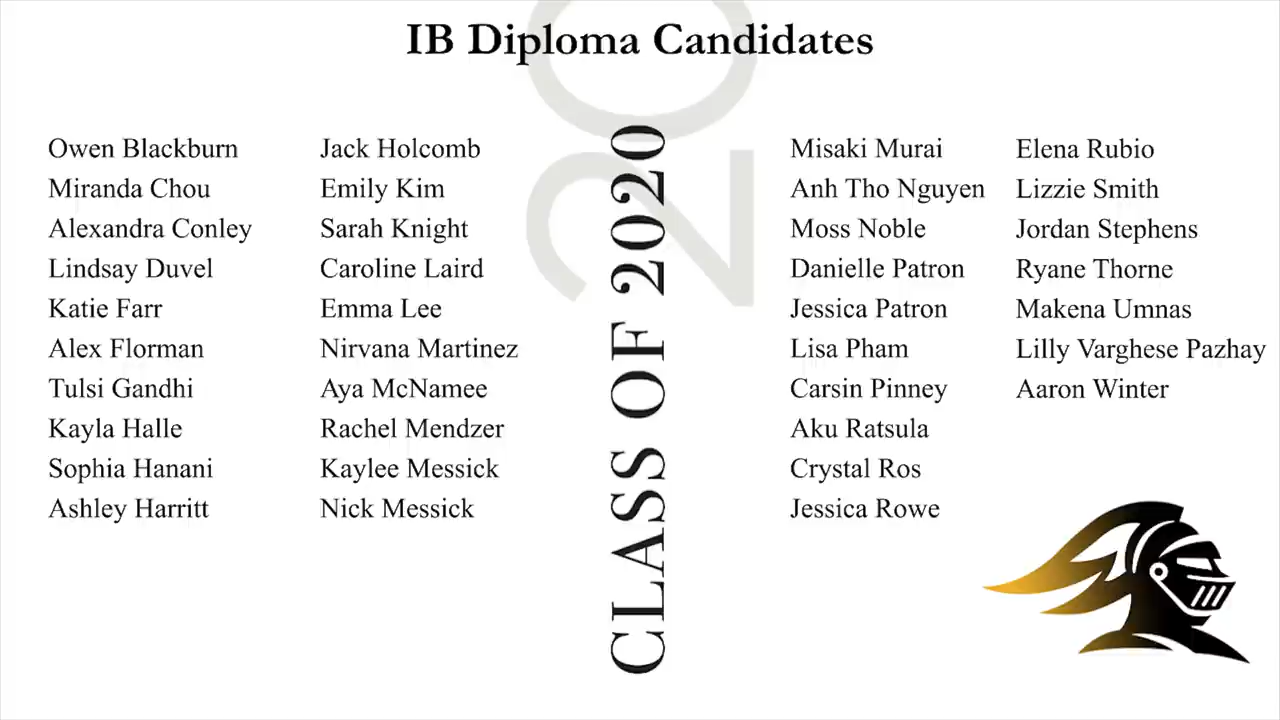 IB Diploma Candidates
Owen Blackburn
Miranda Chou
Alexandra Conley
Lindsay Duvel
Katie Farr
Alex Florman
Tulsi Gandhi
Kayla Halle
Sophia Hanani
Ashley Harritt
Jack Holcomb
Emily Kim
Sarah Knight
Caroline Laird
Emma Lee
Nirvana Martinez
Aya McNamee
Rachel Mendzer
Kaylee Messick
Nick Messick
20
CLASS OF 2020
Misaki Murai
Anh Tho Nguyen
Moss Noble
Danielle Patron
Jessica Patron
Lisa Pham
Carsin Pinney
Aku Ratsula
Crystal Ros
Jessica Rowe
Elena Rubio
Lizzie Smith
Jordan Stephens
Ryane Thorne
Makena Umnas
Lilly Varghese Pazhay
Aaron Winter